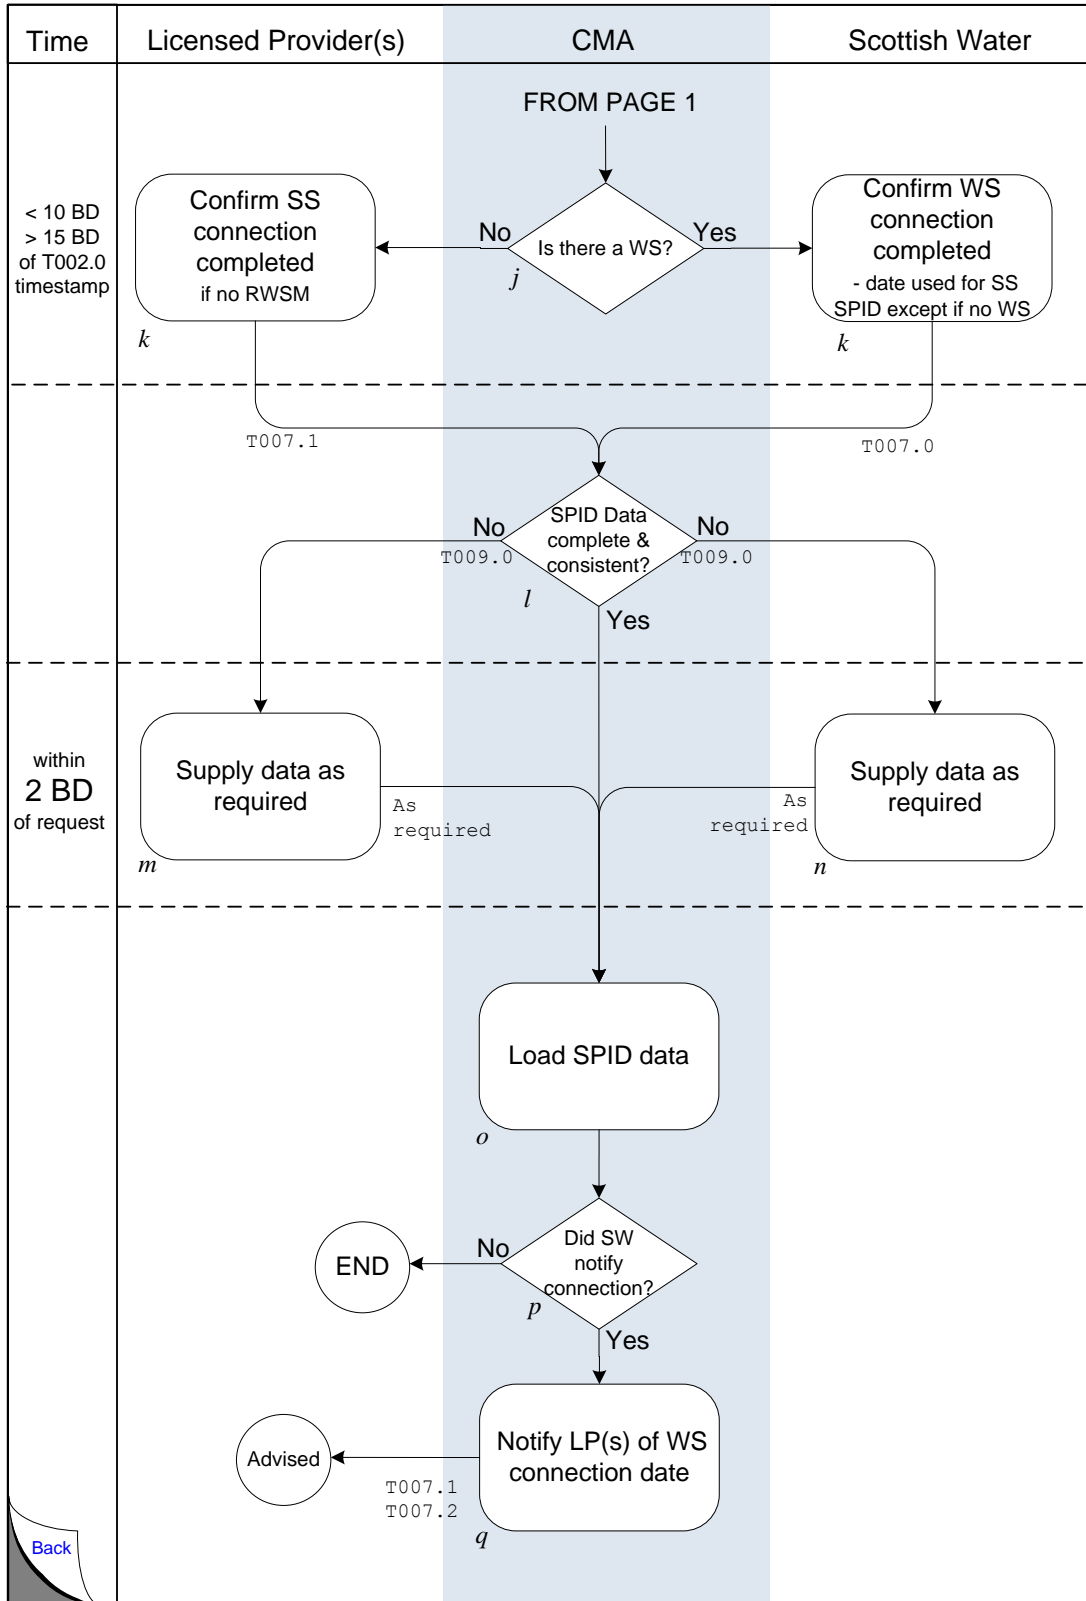 Time
Licensed Provider(s)
CMA
Scottish Water
FROM PAGE 1
< 10 BD
> 15 BD
of T002.0
timestamp
Confirm SS
connection
completed
if no RWSM
k
No
Is there a WS?
Yes
j
Confirm WS
connection
completed
- date used for SS
SPID except if no WS
k
T007.1
T007.0
No
T009.0
SPID Data
complete &
consistent?
No
T009.0
l
Yes
within
2 BD
of request
Supply data as
required
m
As
required
As
required
Supply data as
required
n
Load SPID data
o
END
No
Did SW
notify
connection?
p
Yes
Advised
T007.1
T007.2
Notify LP(s) of WS
connection date
q
Back